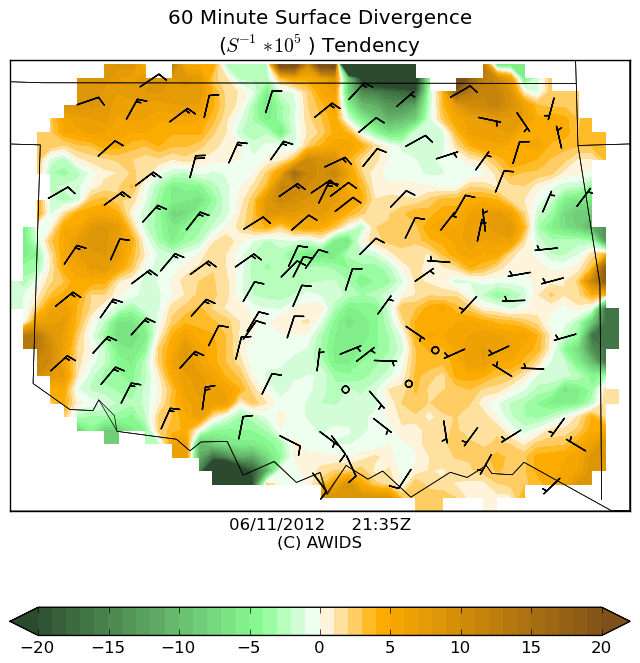 60 Minute Surface Divergence
(S⁻¹ * 10⁵ ) Tendency
06/11/2012 21:35Z
(C) AWIDS
−20 −15 −10 −5 0 5 10 15 20